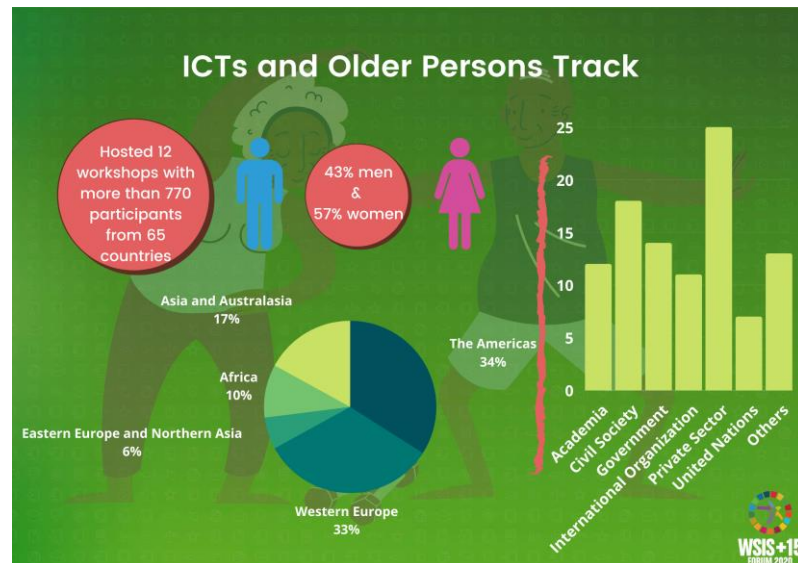 ICTs and Older Persons Track
Hosted 12
workshops with
more than 770
participants
from 65
countries
43% men
&
57% women
Asia and Australasia
17%
Africa
10%
Eastern Europe and Northern Asia
6%
Western Europe
33%
The Americas
34%
25
20
15
10
5
0
Academia
Civil Society
Government
International Organization
Private Sector
United Nations
Others
WSIS+15
FORUM 2020